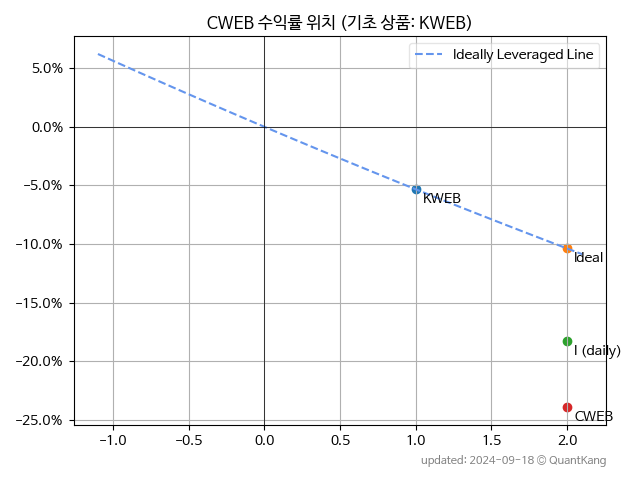 CWEB 수익률 위치 (기초 상품: KWEB)
Ideally Leveraged Line
5.0%
0.0%
−5.0%
−10.0%
−15.0%
−20.0%
−25.0%
KWEB
Ideal
I (daily)
CWEB
−1.0 −0.5 0.0 0.5 1.0 1.5 2.0
updated: 2024-09-18 © QuantKang